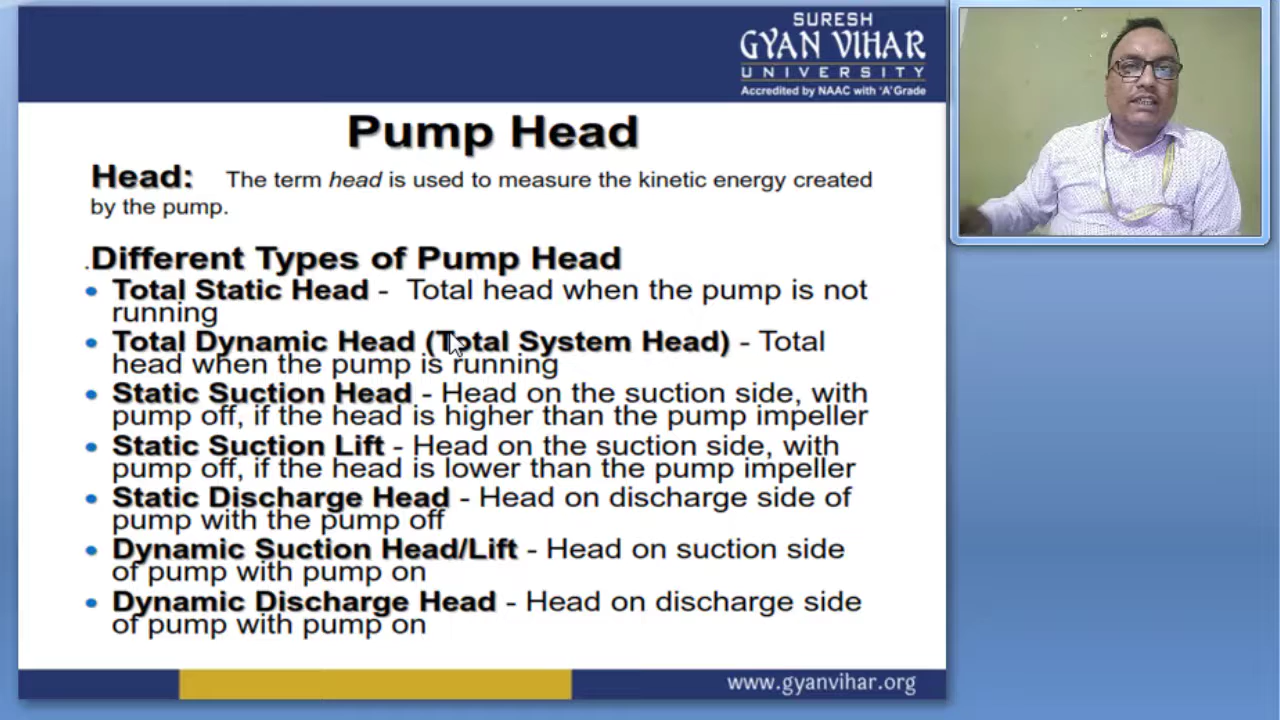 SURESH
GYAN VIHAR
UNIVERSITY
Accredited by NAAC with 'A' Grade
Pump Head
Head: The term head is used to measure the kinetic energy created
by the pump.
.Different Types of Pump Head
• Total Static Head - Total head when the pump is not
running
• Total Dynamic Head (Total System Head) - Total
head when the pump is running
• Static Suction Head - Head on the suction side, with
pump off, if the head is higher than the pump impeller
• Static Suction Lift - Head on the suction side, with
pump off, if the head is lower than the pump impeller
• Static Discharge Head - Head on discharge side of
pump with the pump off
• Dynamic Suction Head/Lift - Head on suction side
of pump with pump on
• Dynamic Discharge Head - Head on discharge side
of pump with pump on
www.gyanvihar.org